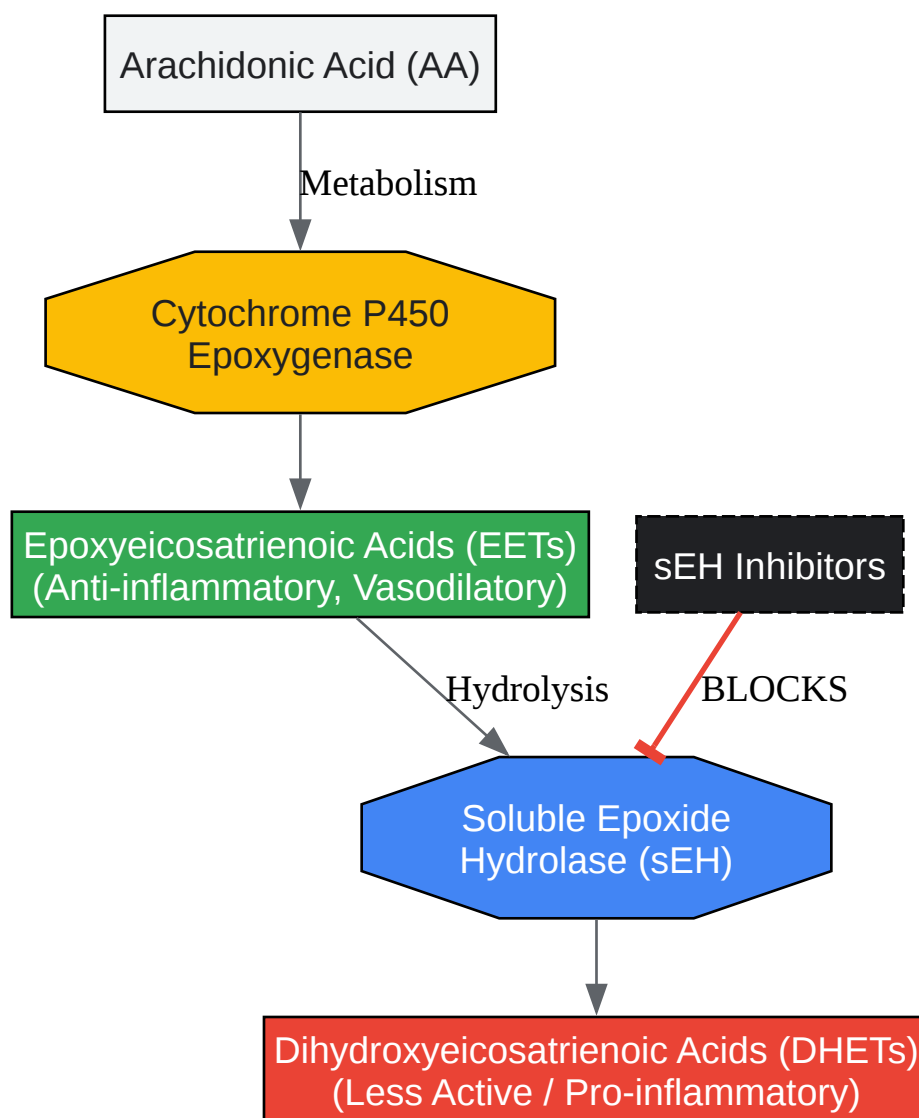 Arachidonic Acid (AA)
Metabolism
Cytochrome P450
Epoxygenase
Epoxyeicosatrienoic Acids (EETs)
(Anti-inflammatory, Vasodilatory)
sEH Inhibitors
Hydrolysis
BLOCKS
Soluble Epoxide
Hydrolase (sEH)
Dihydroxyeicosatrienoic Acids (DHETs)
(Less Active / Pro-inflammatory)